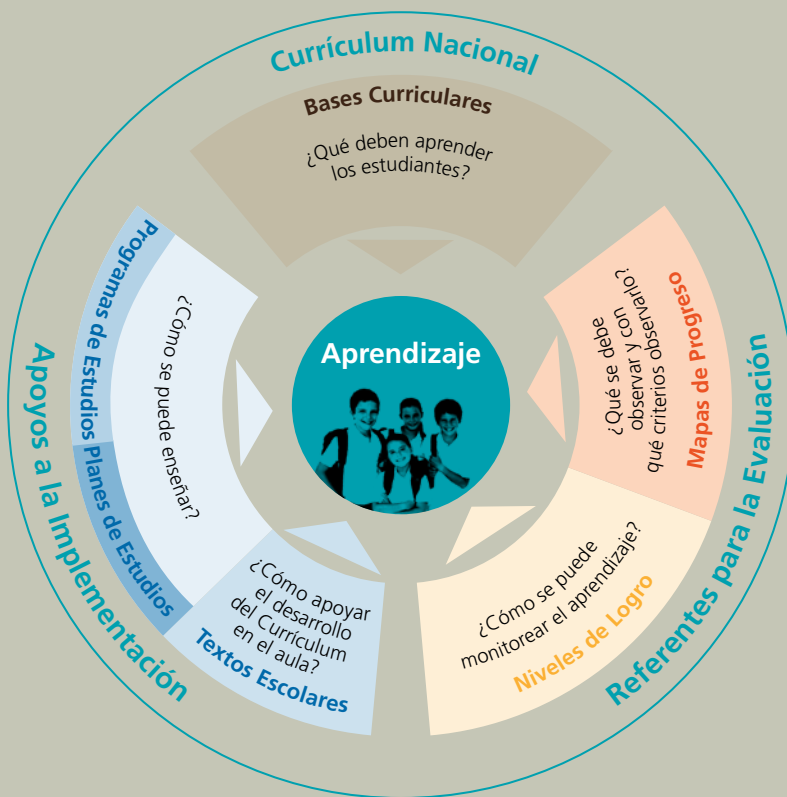 Currículum Nacional
Bases Curriculares
¿Qué deben aprender
los estudiantes?
Aprendizaje
Referentes para la Evaluación
Mapas de Progreso
¿Qué se debe
observar y con
qué criterios observarlo?
Niveles de Logro
¿Cómo se puede
monitorear el aprendizaje?
Apoyos a la Implementación
Programas de Estudios
Planes de Estudios
¿Cómo se puede enseñar?
Textos Escolares
¿Cómo apoyar
el desarrollo
del Currículum
en el aula?